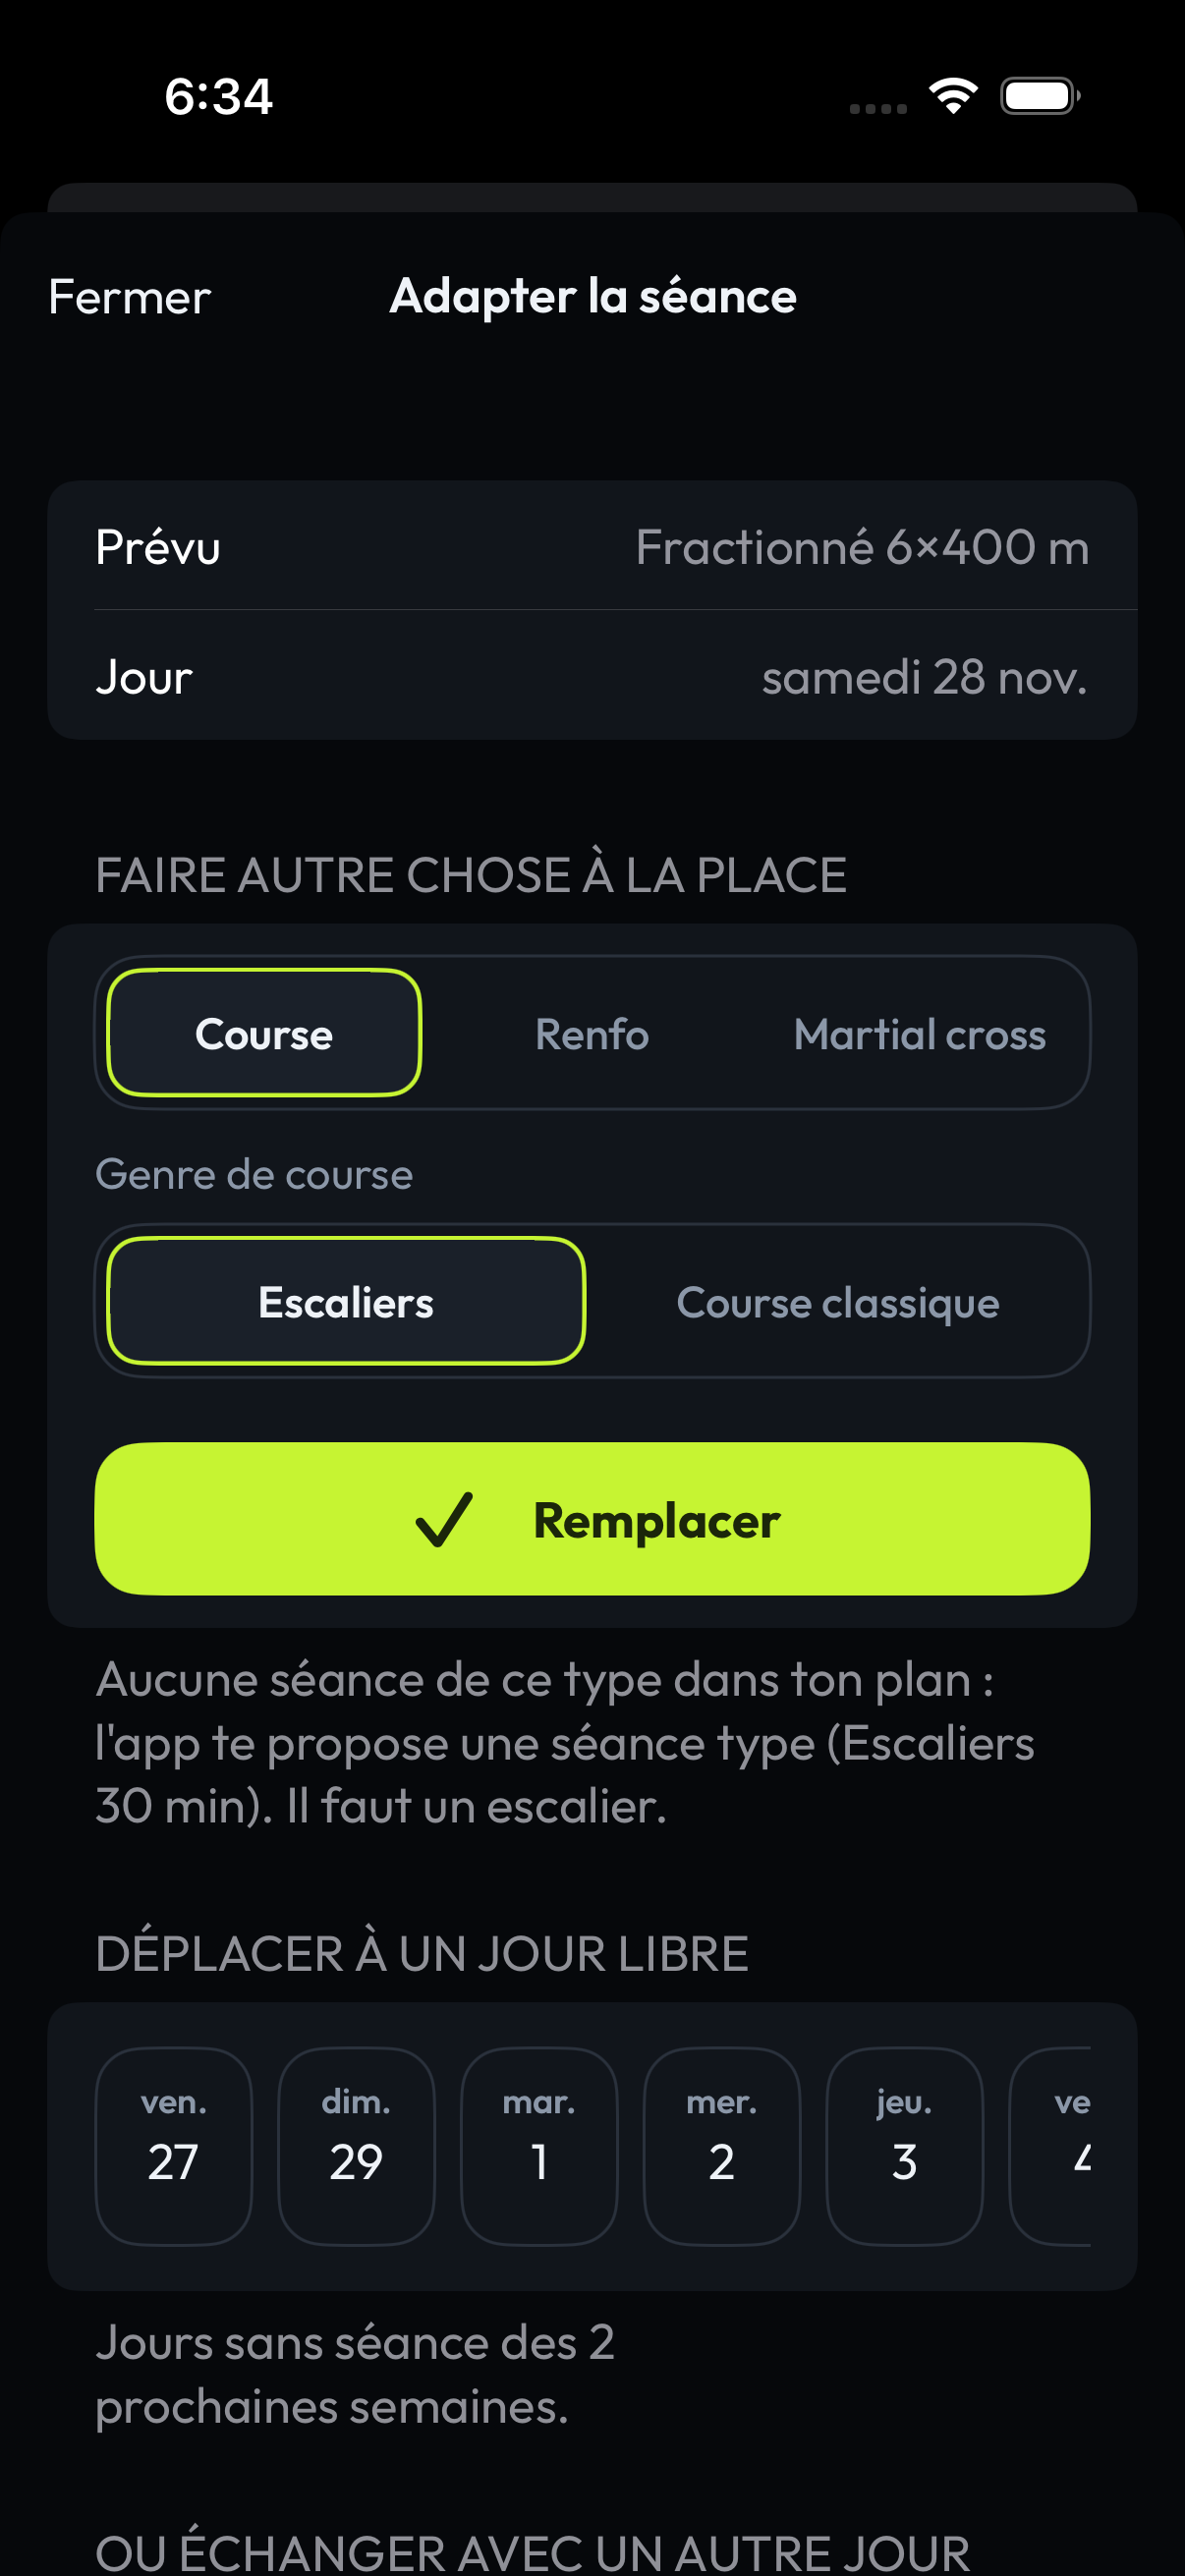 6:34
Fermer
Adapter la séance
Prévu
Fractionné 6×400 m
Jour
samedi 28 nov.
FAIRE AUTRE CHOSE À LA PLACE
Course
Renfo
Martial cross
Genre de course
Escaliers
Course classique
Remplacer
Aucune séance de ce type dans ton plan :
l'app te propose une séance type (Escaliers
30 min). Il faut un escalier.
DÉPLACER À UN JOUR LIBRE
ven.
27
dim.
29
mar.
1
mer.
2
jeu.
3
ve
4
Jours sans séance des 2
prochaines semaines.
OU ÉCHANGER AVEC UN AUTRE JOUR